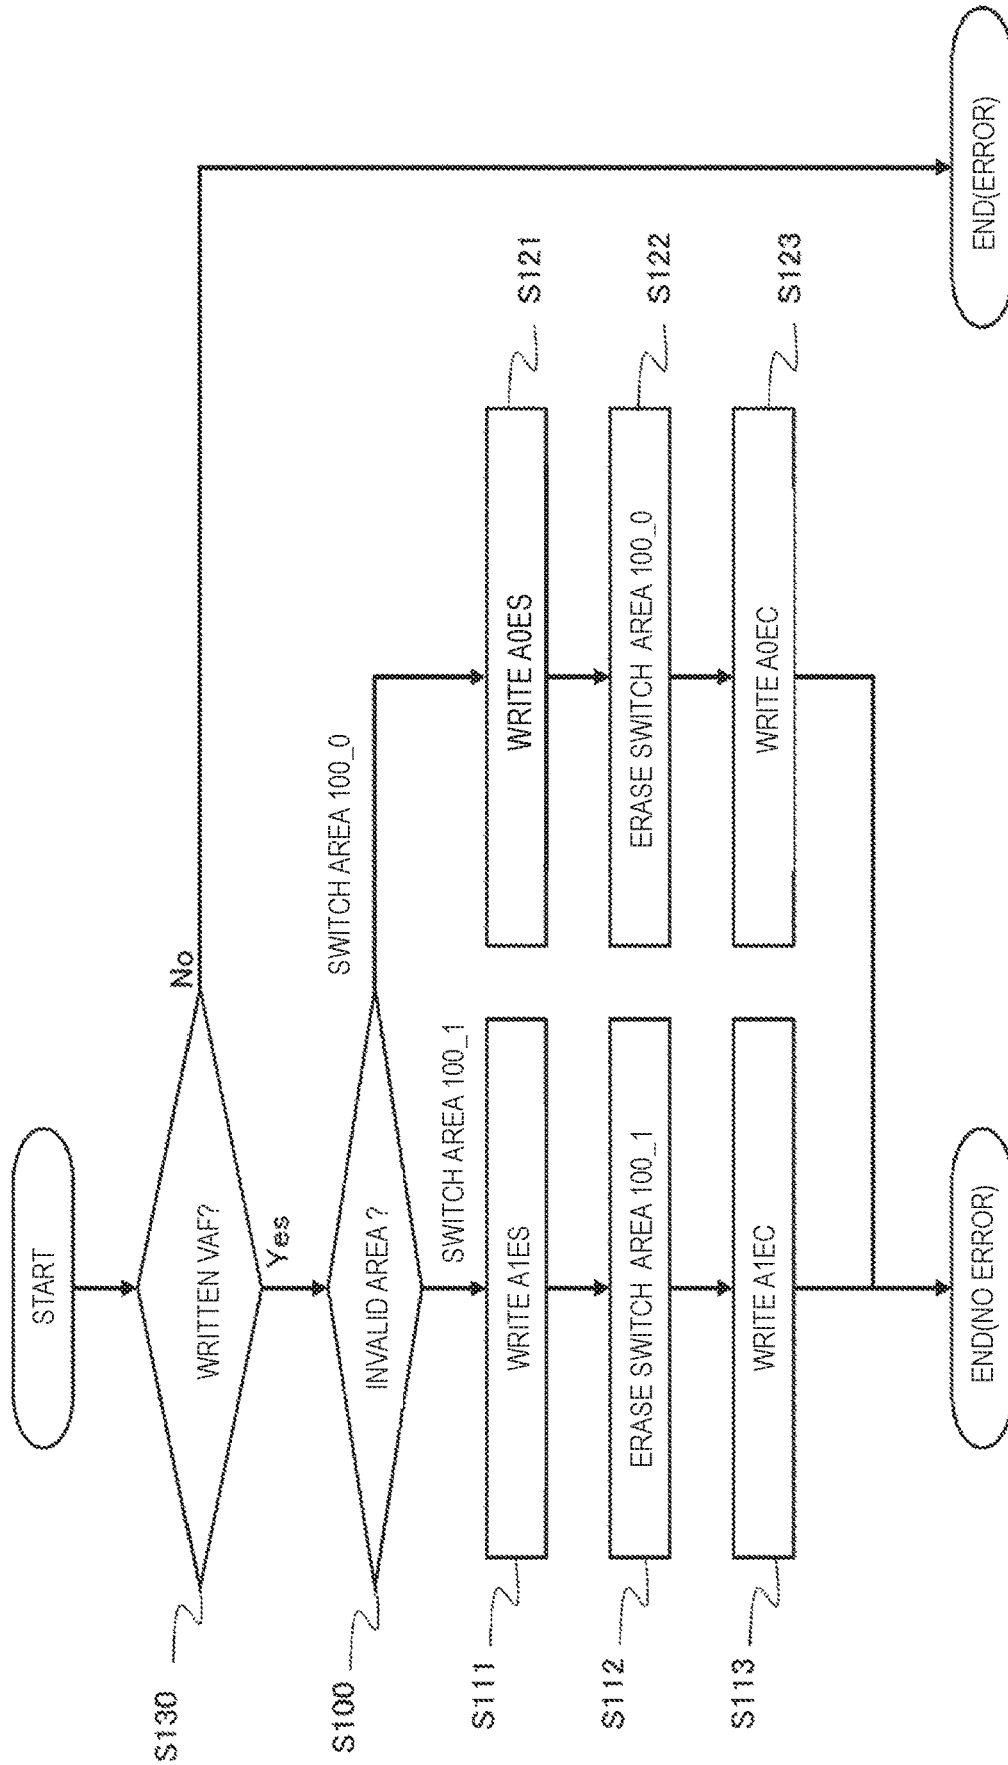 START
S130
WRITTEN VAF?
No
Yes
S100
INVALID AREA ?
SWITCH AREA 100_0
SWITCH AREA 100_1
S111
WRITE A1ES
WRITE A0ES
S121
S112
ERASE SWITCH AREA 100_1
ERASE SWITCH AREA 100_0
S122
S113
WRITE A1EC
WRITE A0EC
S123
END(NO ERROR)
END(ERROR)